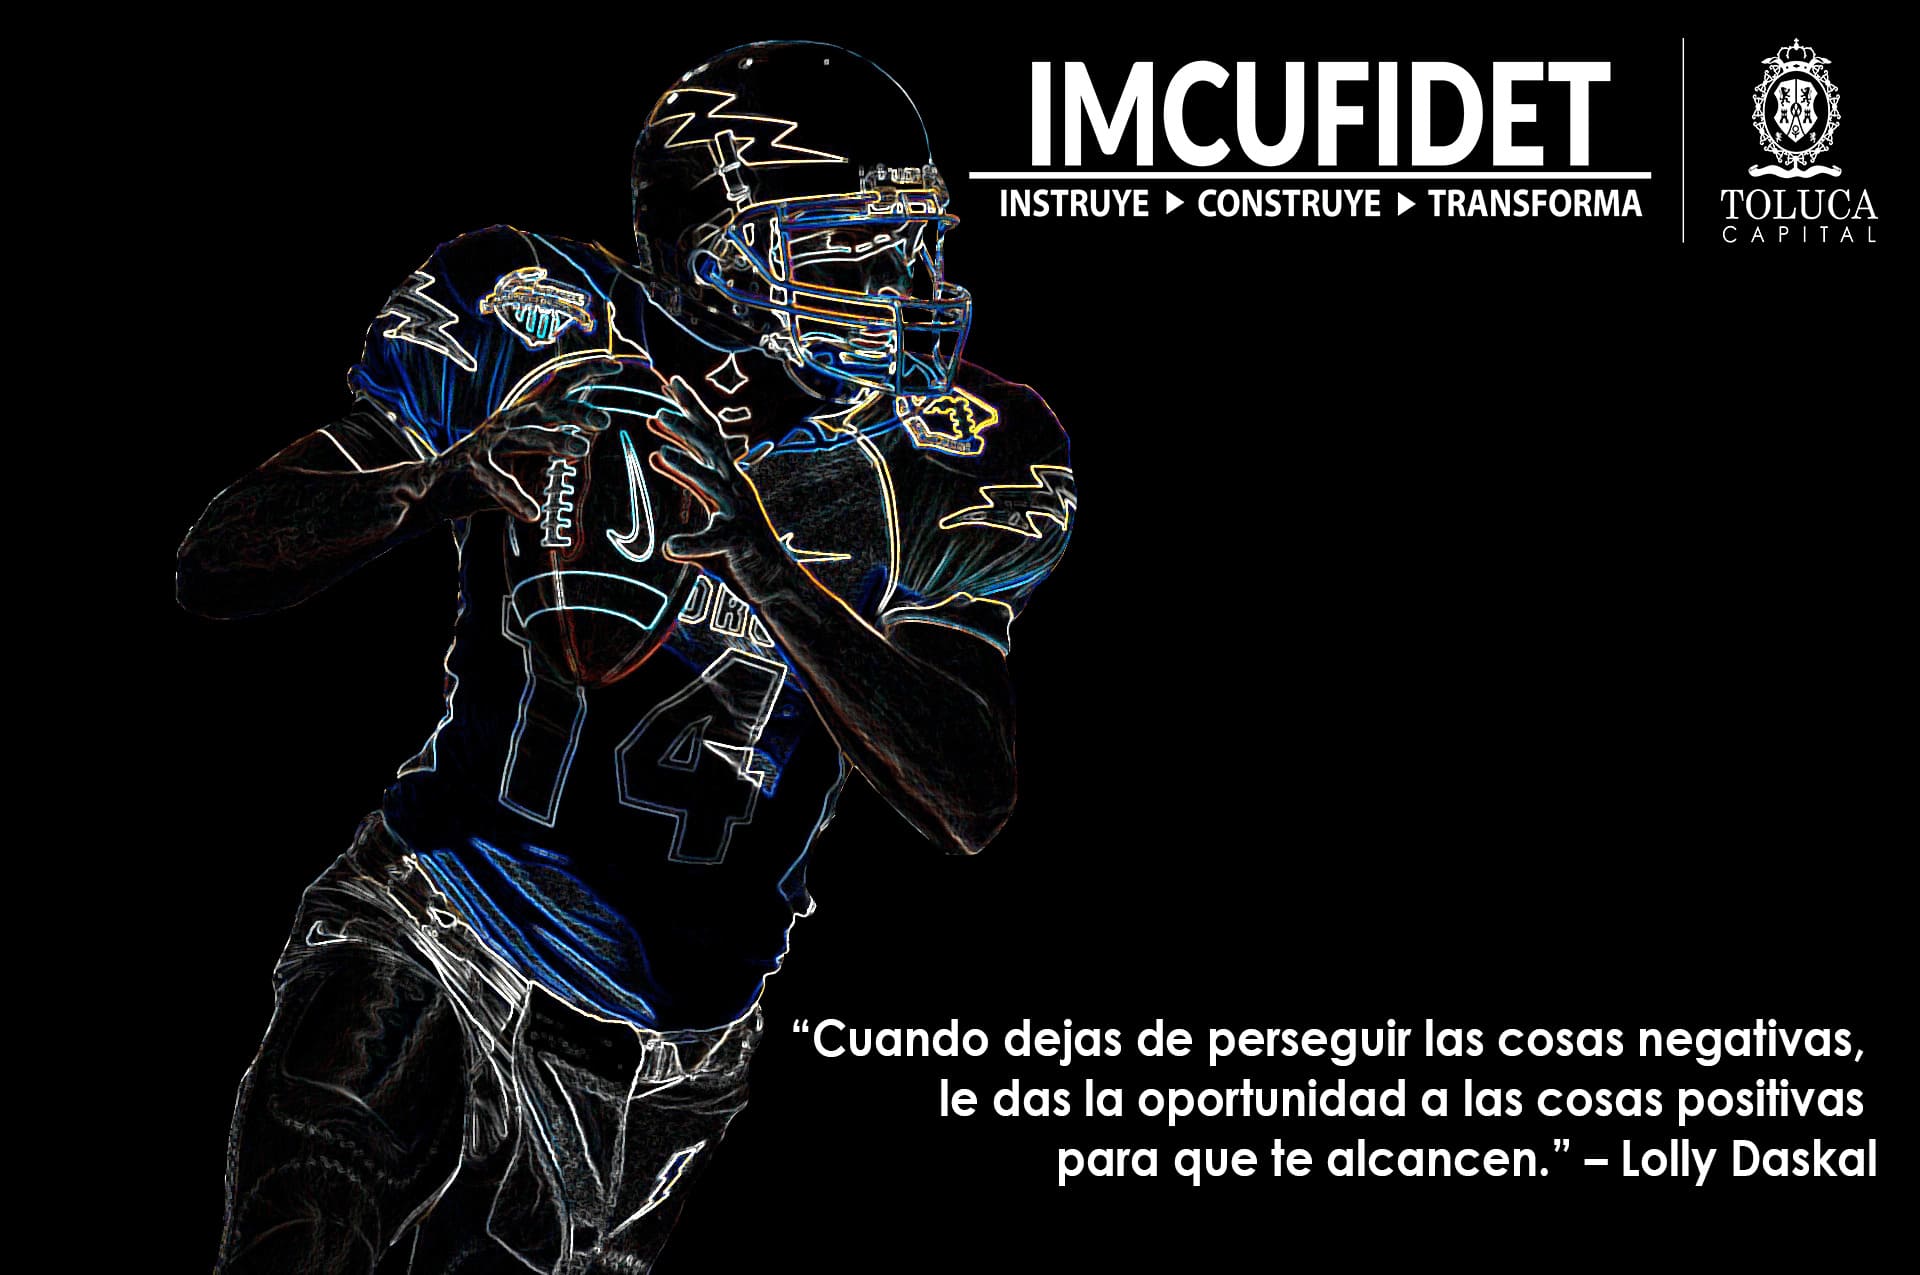 IMCUFIDET
INSTRUYE ▶ CONSTRUYE ▶ TRANSFORMA
TOLUCA
CAPITAL
14
“Cuando dejas de perseguir las cosas negativas,
le das la oportunidad a las cosas positivas
para que te alcancen.” – Lolly Daskal